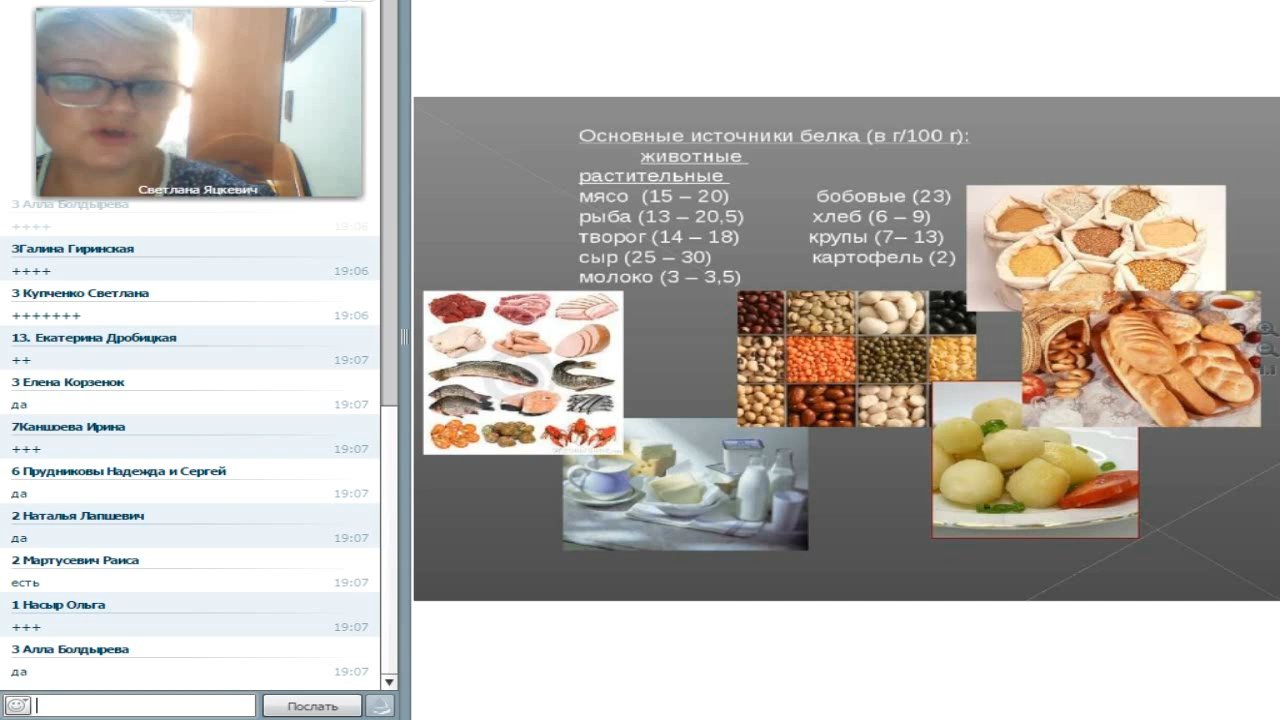 Светлана Яцкевич
3 Алла Болдырева
++++ 19:06
3Галина Гиринская
++++ 19:06
3 Купченко Светлана
+++++++ 19:06
13. Екатерина Дробицкая
++ 19:07
3 Елена Корзенок
да 19:07
7Каншоева Ирина
+++ 19:07
6 Прудниковы Надежда и Сергей
да 19:07
2 Наталья Лапшевич
да 19:07
2 Мартусевич Раиса
есть 19:07
1 Насыр Ольга
+++ 19:07
3 Алла Болдырева
да 19:07
Послать
Основные источники белка (в г/100 г):
животные
растительные
мясо (15 – 20) бобовые (23)
рыба (13 – 20,5) хлеб (6 – 9)
творог (14 – 18) крупы (7– 13)
сыр (25 – 30) картофель (2)
молоко (3 – 3,5)